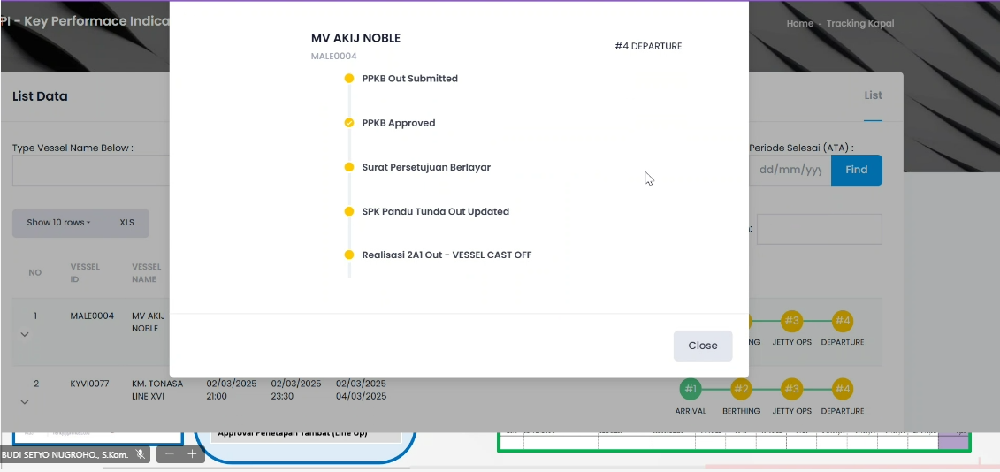 PI - Key Performace Indica
Home - Tracking Kapal
MV AKIJ NOBLE
MALE0004
#4 DEPARTURE
PPKB Out Submitted
PPKB Approved
Surat Persetujuan Berlayar
SPK Pandu Tunda Out Updated
Realisasi 2A1 Out - VESSEL CAST OFF
Close
List Data
List
Type Vessel Name Below :
Periode Selesai (ATA) :
dd/mm/yyy
Find
Show 10 rows
XLS
NO
VESSEL ID
VESSEL NAME
1
MALE0004
MV AKIJ
NOBLE
NG
#3
JETTY OPS
#4
DEPARTURE
2
KYVI0077
KM. TONASA
LINE XVI
02/03/2025
21:00
02/03/2025
23:30
02/03/2025
04/03/2025
#1
#2
#3
#4
ARRIVAL
BERTHING
JETTY OPS
DEPARTURE
Approval Penetapan Tambat (Line Up)
BUDI SETYO NUGROHO., S.Kom.